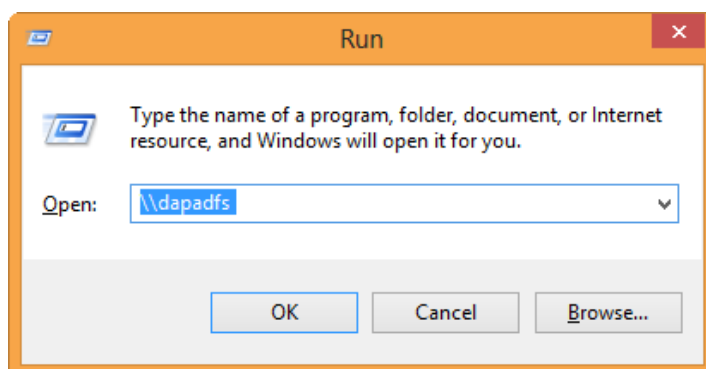 Run
Type the name of a program, folder, document, or Internet
resource, and Windows will open it for you.
Open: \\dapadfs
OK Cancel Browse...